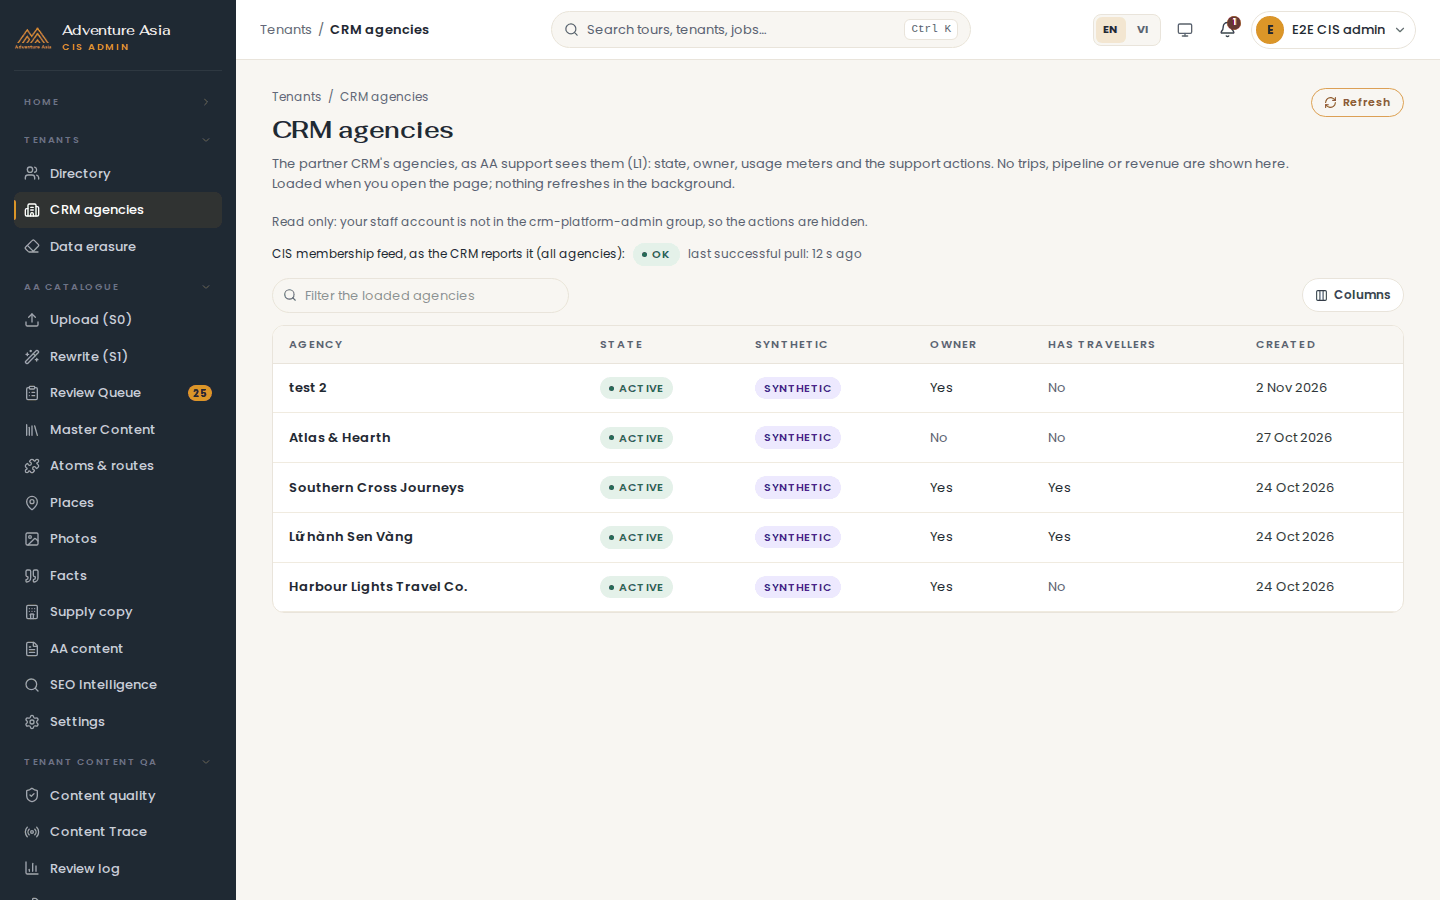 Adventure Asia
CIS ADMIN
Adventure Asia
HOME
TENANTS
Directory
CRM agencies
Data erasure
AA CATALOGUE
Upload (S0)
Rewrite (S1)
Review Queue 25
Master Content
Atoms & routes
Places
Photos
Facts
Supply copy
AA content
SEO Intelligence
Settings
TENANT CONTENT QA
Content quality
Content Trace
Review log
Tenants / CRM agencies
Search tours, tenants, jobs...
Ctrl K
EN VI
1
E E2E CIS admin
Tenants / CRM agencies
Refresh
CRM agencies
The partner CRM's agencies, as AA support sees them (L1): state, owner, usage meters and the support actions. No trips, pipeline or revenue are shown here.
Loaded when you open the page; nothing refreshes in the background.
Read only: your staff account is not in the crm-platform-admin group, so the actions are hidden.
CIS membership feed, as the CRM reports it (all agencies): OK last successful pull: 12 s ago
Filter the loaded agencies
Columns
AGENCY STATE SYNTHETIC OWNER HAS TRAVELLERS CREATED
test 2 ACTIVE SYNTHETIC Yes No 2 Nov 2026
Atlas & Hearth ACTIVE SYNTHETIC No No 27 Oct 2026
Southern Cross Journeys ACTIVE SYNTHETIC Yes Yes 24 Oct 2026
Lữ hành Sen Vàng ACTIVE SYNTHETIC Yes Yes 24 Oct 2026
Harbour Lights Travel Co. ACTIVE SYNTHETIC Yes No 24 Oct 2026